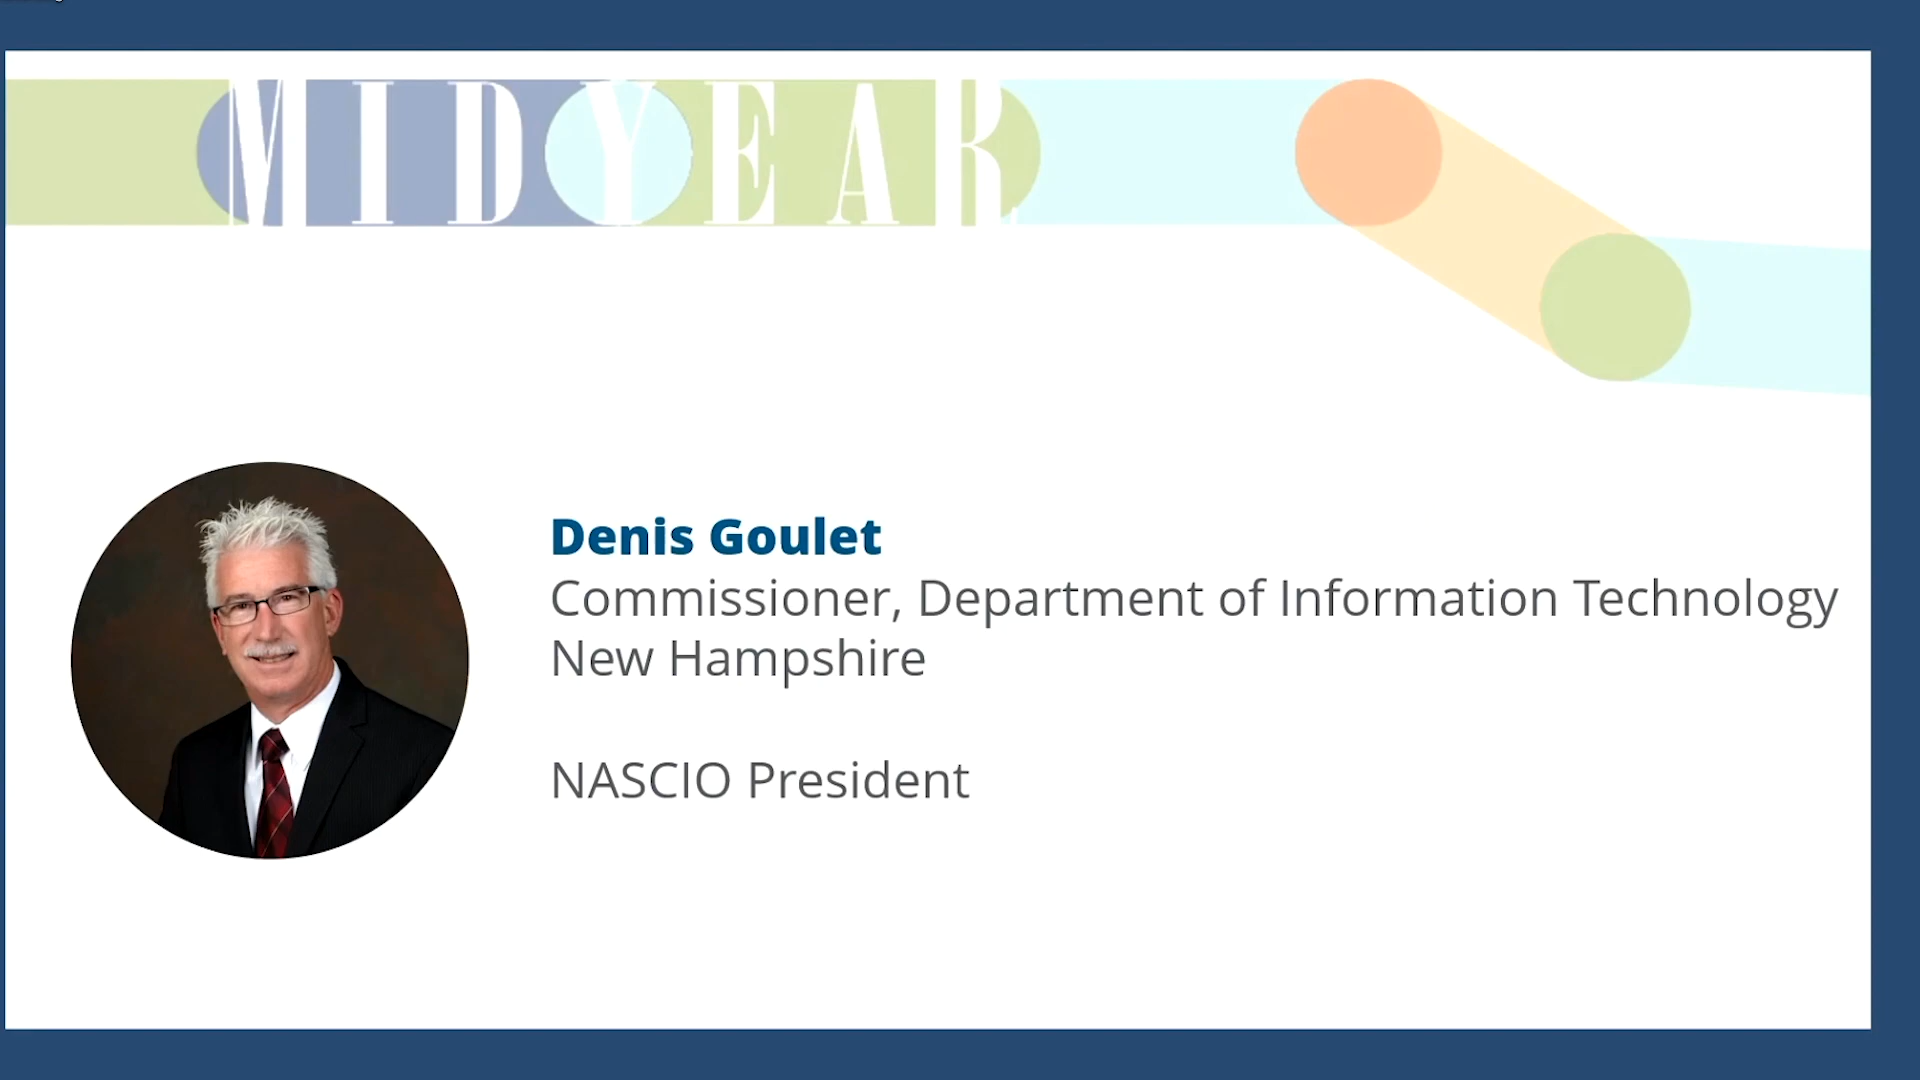 MIDYEAR
Denis Goulet
Commissioner, Department of Information Technology
New Hampshire
NASCIO President